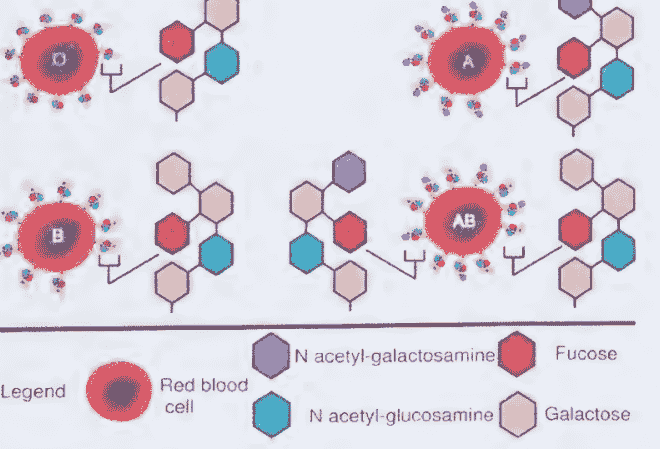 O
A
B
AB
N acetyl-galactosamine
Fucose
Legend
Red blood
cell
N acetyl-glucosamine
Galactose